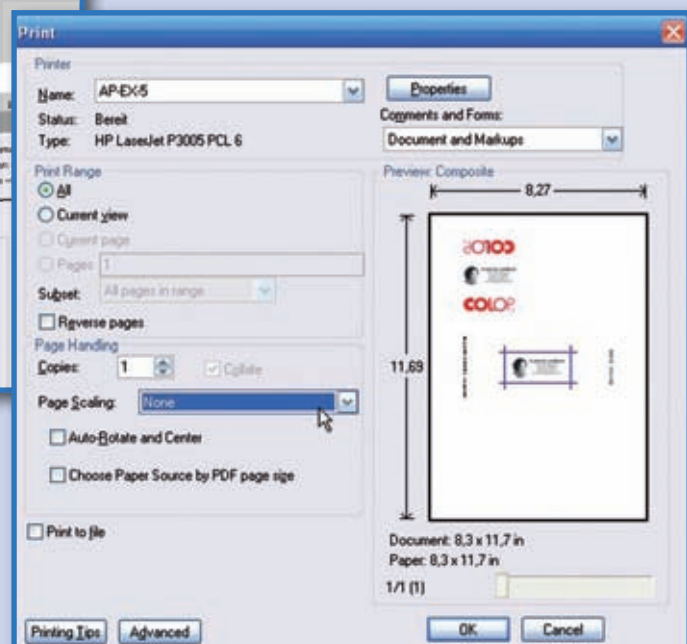 Print
Printer
Name: AP-EX-5
Properties
Status: Bereit
Comments and Forms:
Type: HP LaserJet P3005 PCL 6
Document and Markups
Print Range
All
Current view
Current page
Pages 1
Subset: All pages in range
Reverse pages
Page Handling
Copies: 1 Collate
Page Scaling: None
Auto-Rotate and Center
Choose Paper Source by PDF page size
Print to file
Preview: Composite
8,27
11,69
COLOP
COLOP
Document: 8,3 x 11,7 in
Paper: 8,3 x 11,7 in
1/1 (1)
Printing Tips
Advanced
OK
Cancel